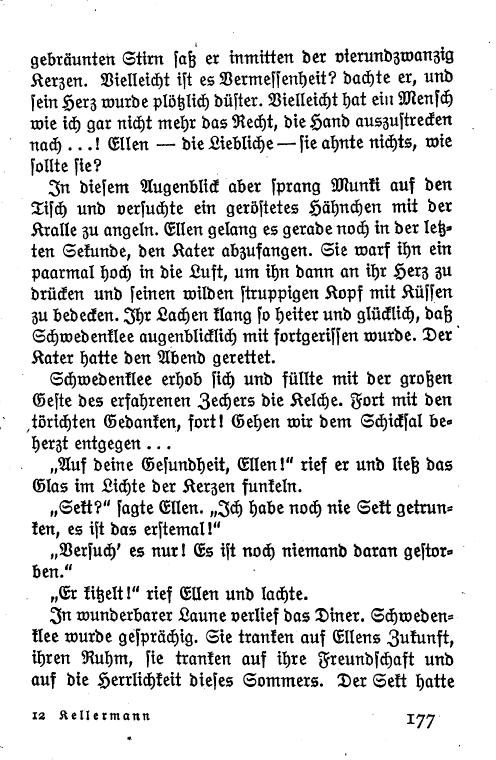 gebräunten Stirn saß er inmitten der vierundzwanzig
Kerzen. Vielleicht ist es Vermessenheit? dachte er, und
sein Herz wurde plötzlich düster. Vielleicht hat ein Mensch
wie ich gar nicht mehr das Recht, die Hand auszustrecken
nach ...! Ellen — die Liebliche — sie ahnte nichts, wie
sollte sie?
In diesem Augenblick aber sprang Munki auf den
Tisch und versuchte ein geröstetes Hähnchen mit der
Kralle zu angeln. Ellen gelang es gerade noch in der letz-
ten Sekunde, den Kater abzufangen. Sie warf ihn ein
paarmal hoch in die Luft, um ihn dann an ihr Herz zu
drücken und seinen wilden struppigen Kopf mit Küssen
zu bedecken. Ihr Lachen klang so heiter und glücklich, daß
Schwedenklee augenblicklich mit fortgerissen wurde. Der
Kater hatte den Abend gerettet.
Schwedenklee erhob sich und füllte mit der großen
Geste des erfahrenen Zechers die Kelche. Fort mit den
törichten Gedanken, fort! Gehen wir dem Schicksal be-
herzt entgegen ...
„Auf deine Gesundheit, Ellen!“ rief er und ließ das
Glas im Lichte der Kerzen funkeln.
„Sekt?“ sagte Ellen. „Ich habe noch nie Sekt getrun-
ken, es ist das erstemal!“
„Versuch’ es nur! Es ist noch niemand daran gestor-
ben.“
„Er kitzelt!“ rief Ellen und lachte.
In wunderbarer Laune verlief das Diner. Schweden-
klee wurde gesprächig. Sie tranken auf Ellens Zukunft,
ihren Ruhm, sie tranken auf ihre Freundschaft und
auf die Herrlichkeit dieses Sommers. Der Sekt hatte
12 Kellermann
177